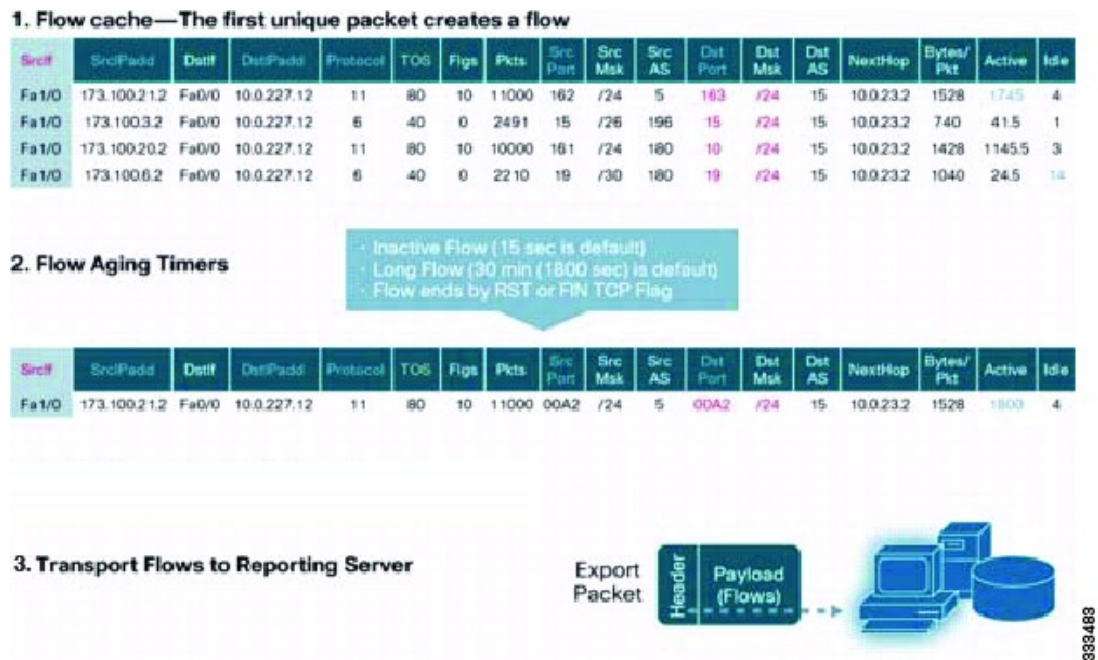 1. Flow cache—The first unique packet creates a flow
SrcIf SrcIPadd DstIf DstIPadd Protocol TOS Flgs Pkts Src Port Src Msk Src AS Dst Port Dst Msk Dst AS NextHop Bytes/Pkt Active Idle
Fa1/0 173.100.21.2 Fa0/0 10.0.227.12 11 80 10 11000 162 /24 5 163 /24 15 10.0.23.2 1528 1745 4
Fa1/0 173.100.3.2 Fa0/0 10.0.227.12 6 40 0 2491 15 /26 196 15 /24 15 10.0.23.2 740 41.5 1
Fa1/0 173.100.20.2 Fa0/0 10.0.227.12 11 80 10 10000 161 /24 180 10 /24 15 10.0.23.2 1428 1145.5 3
Fa1/0 173.100.6.2 Fa0/0 10.0.227.12 6 40 0 2210 19 /30 180 19 /24 15 10.0.23.2 1040 24.5 14
2. Flow Aging Timers
· Inactive Flow (15 sec is default)
· Long Flow (30 min (1800 sec) is default)
· Flow ends by RST or FIN TCP Flag
SrcIf SrcIPadd DstIf DstIPadd Protocol TOS Flgs Pkts Src Port Src Msk Src AS Dst Port Dst Msk Dst AS NextHop Bytes/Pkt Active Idle
Fa1/0 173.100.21.2 Fa0/0 10.0.227.12 11 80 10 11000 00A2 /24 5 00A2 /24 15 10.0.23.2 1528 1800 4
3. Transport Flows to Reporting Server
Export
Packet
Header
Payload
(Flows)
333483